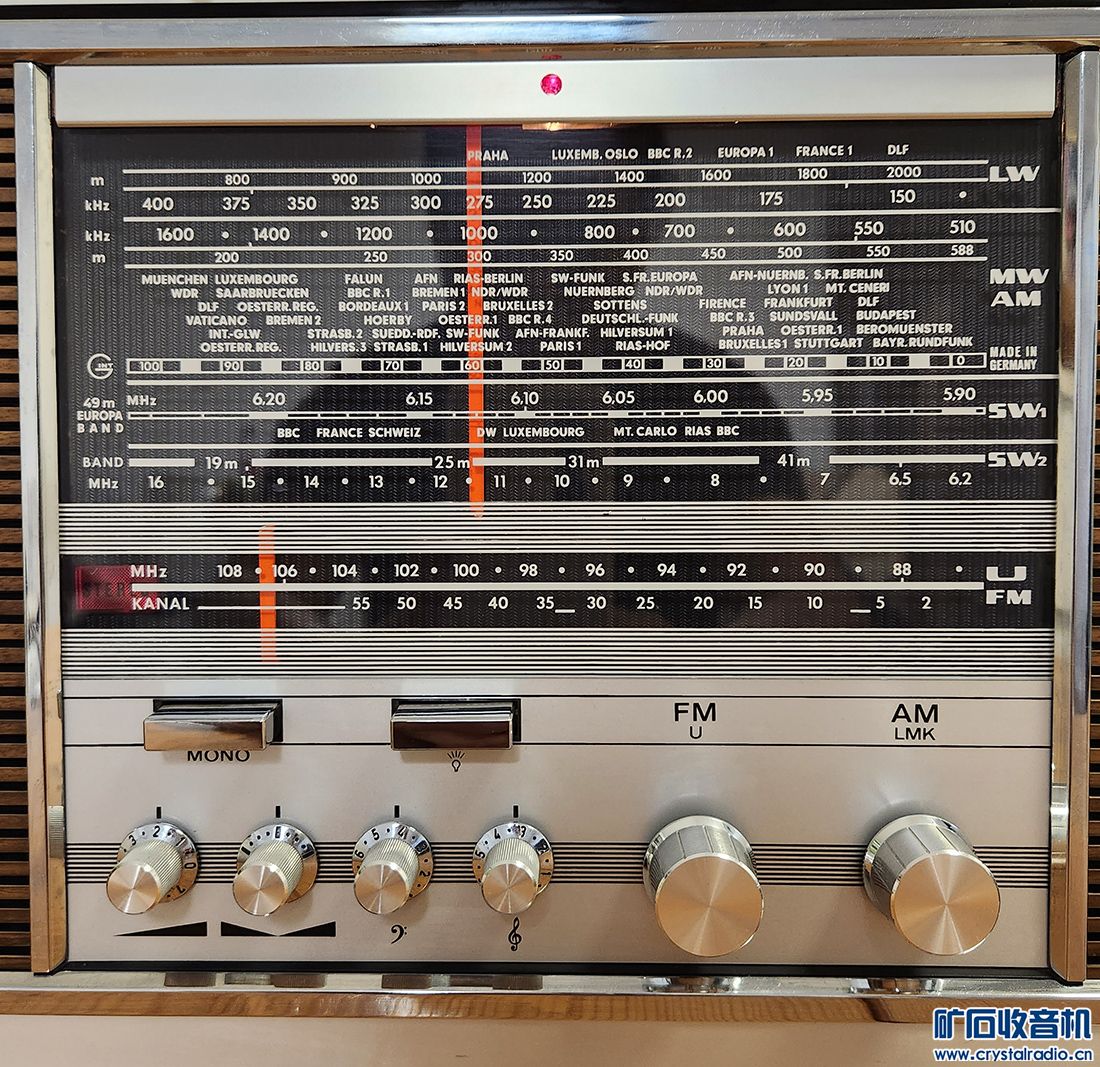 PRAHA LUXEMB. OSLO BBC R.2 EUROPA 1 FRANCE 1 DLF
m 800 900 1000 1200 1400 1600 1800 2000 LW
kHz 400 375 350 325 300 275 250 225 200 175 150
kHz 1600 1400 1200 1000 800 700 600 550 510
m 200 250 300 350 400 450 500 550 588
MUENCHEN LUXEMBOURG FALUN AFN RIAS-BERLIN SW-FUNK S.FR.EUROPA AFN-NUERNB. S.FR.BERLIN MW
WDR SAARBRUECKEN BBC R.1 BREMEN1 NDR/WDR NUERNBERG NDR/WDR LYON 1 MT. CENERI AM
DLF OESTERR.REG. BORDEAUX1 PARIS 2 BRUXELLES 2 SOTTENS FIRENCE FRANKFURT DLF
VATICANO BREMEN 2 HOERBY OESTERR.1 BBC R.4 DEUTSCHL.-FUNK BBC R.3 SUNDSVALL BUDAPEST
INT-GLW STRASB. 2 SUEDD.-RDF. SW-FUNK AFN-FRANKF. HILVERSUM 1 PRAHA OESTERR.1 BEROMUENSTER
OESTERR.REG. HILVERS.3 STRASB.1 HILVERSUM 2 PARIS 1 RIAS-HOF BRUXELLES 1 STUTTGART BAYR.RUNDFUNK
G INT 100 90 80 70 60 50 40 30 20 10 0 MADE IN
GERMANY
49 m MHz 6.20 6.15 6.10 6.05 6.00 5.95 5.90
EUROPA SW1
BAND BBC FRANCE SCHWEIZ DW LUXEMBOURG MT. CARLO RIAS BBC
BAND 19 m 25 m 31 m 41 m SW2
MHz 16 15 14 13 12 11 10 9 8 7 6.5 6.2
MHz 108 106 104 102 100 98 96 94 92 90 88 U
KANAL 55 50 45 40 35 30 25 20 15 10 5 2 FM
FM AM
U LMK
MONO
矿石收音机
www.crystalradio.cn